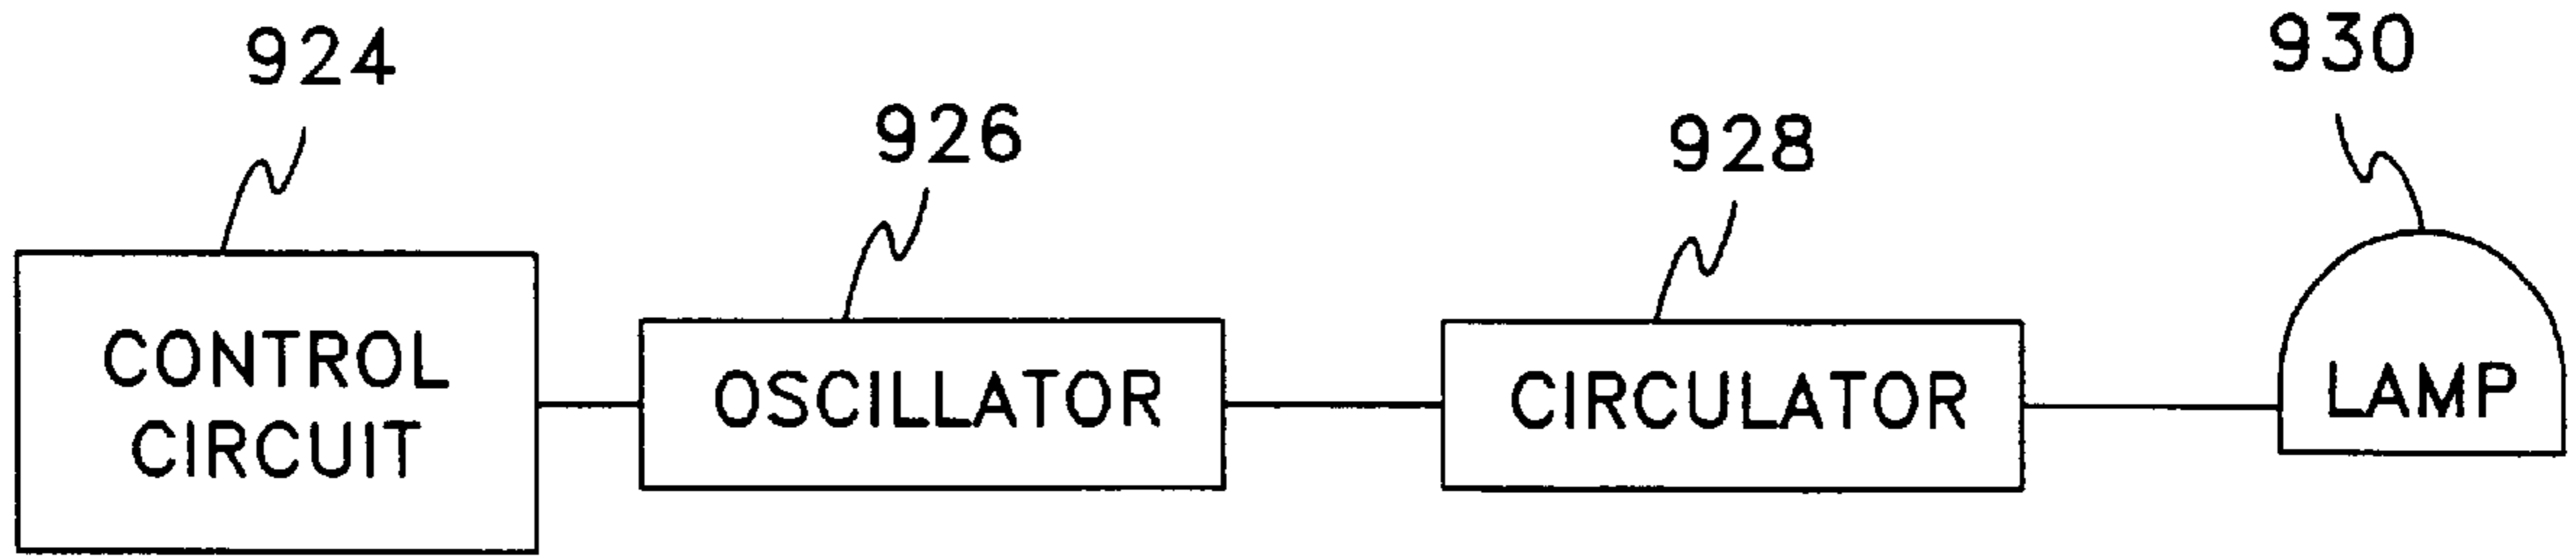 924
926
928
930
CONTROL
CIRCUIT
OSCILLATOR
CIRCULATOR
LAMP